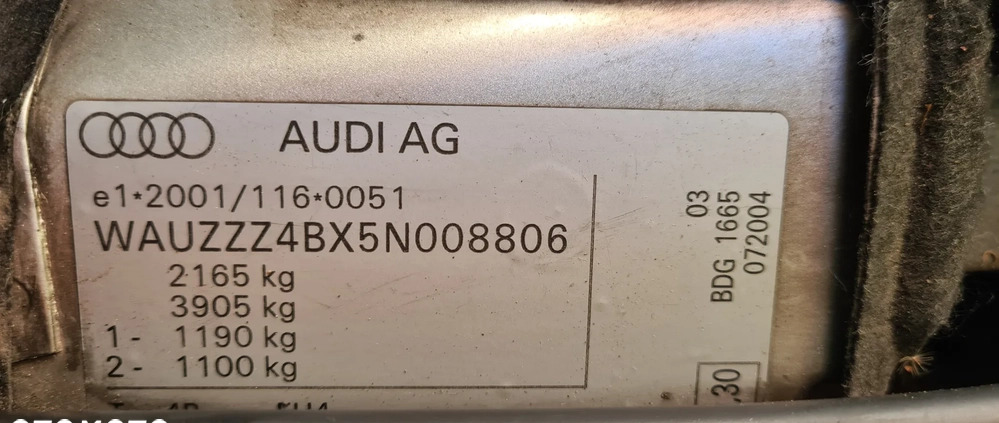 AUDI AG
e1*2001/116*0051
WAUZZZ4BX5N008806
2165 kg
3905 kg
1- 1190 kg
2- 1100 kg
03
BDG 1665
072004
,30